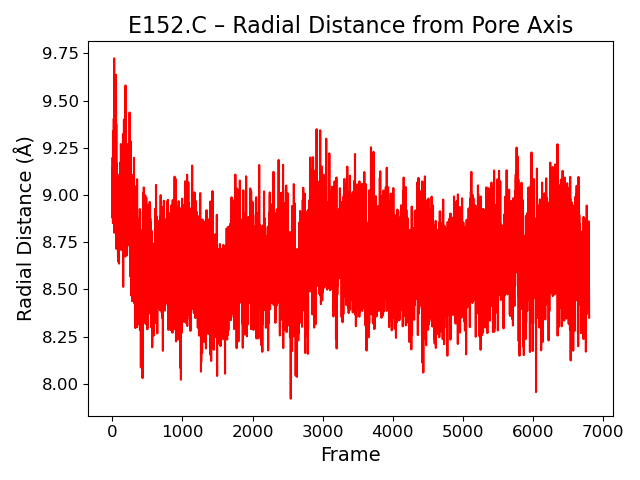 E152.C – Radial Distance from Pore Axis
9.75
9.50
9.25
9.00
8.75
8.50
8.25
8.00
Radial Distance (Å)
0 1000 2000 3000 4000 5000 6000 7000
Frame